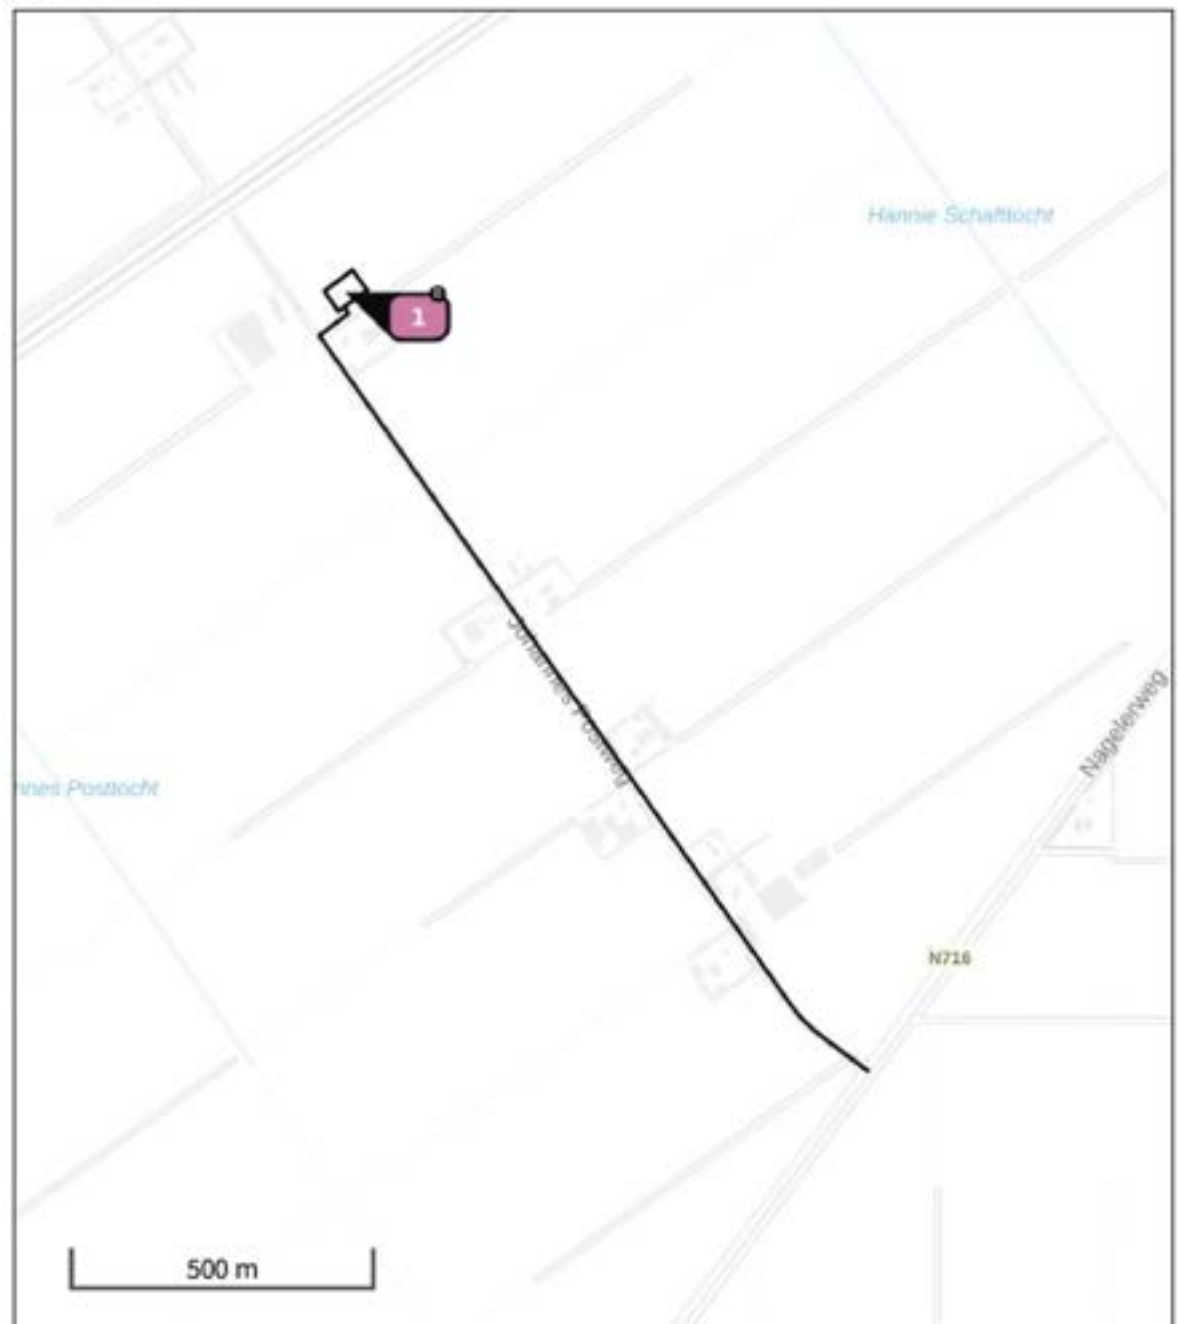 Hannie Schafttocht
1
Johannes Postweg
Nagelerweg
nnes Posttocht
N716
500 m